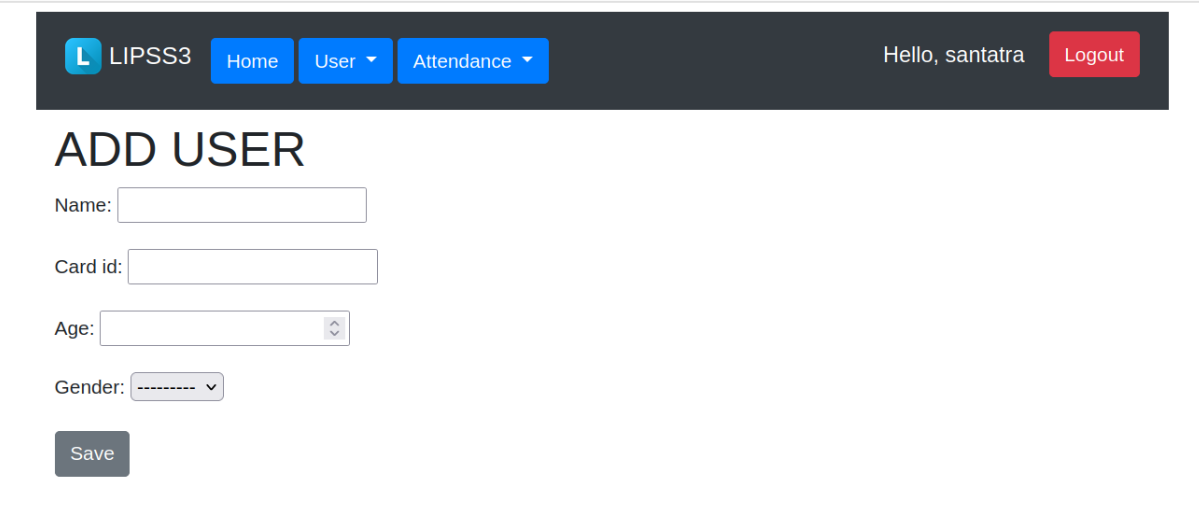 L LIPSS3 Home User Attendance Hello, santatra Logout
ADD USER
Name:
Card id:
Age:
Gender: ---------
Save